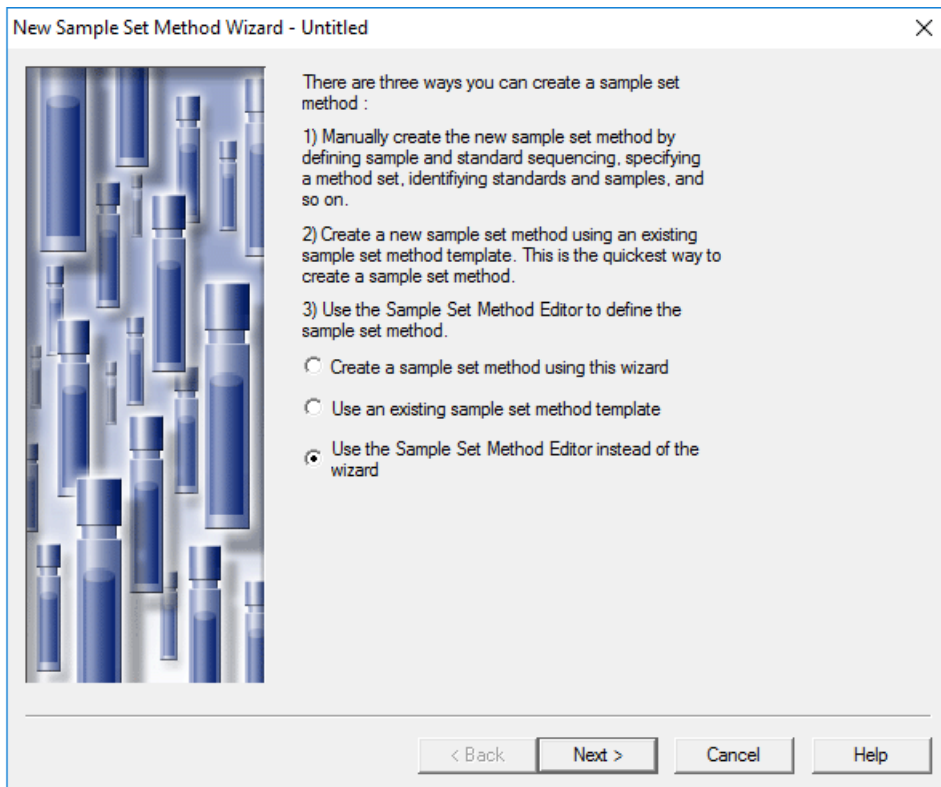 New Sample Set Method Wizard - Untitled
There are three ways you can create a sample set
method :
1) Manually create the new sample set method by
defining sample and standard sequencing, specifying
a method set, identifiying standards and samples, and
so on.
2) Create a new sample set method using an existing
sample set method template. This is the quickest way to
create a sample set method.
3) Use the Sample Set Method Editor to define the
sample set method.
Create a sample set method using this wizard
Use an existing sample set method template
Use the Sample Set Method Editor instead of the
wizard
< Back
Next >
Cancel
Help